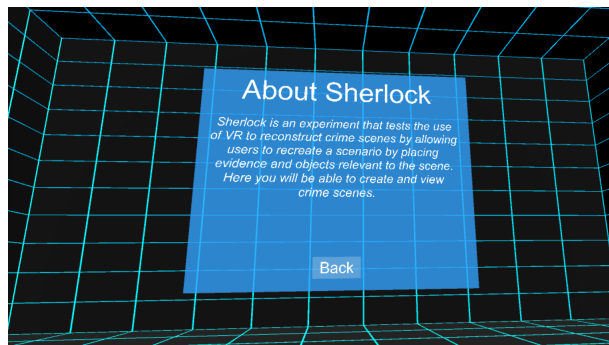 About Sherlock
Sherlock is an experiment that tests the use
of VR to reconstruct crime scenes by allowing
users to recreate a scenario by placing
evidence and objects relevant to the scene.
Here you will be able to create and view
crime scenes.
Back